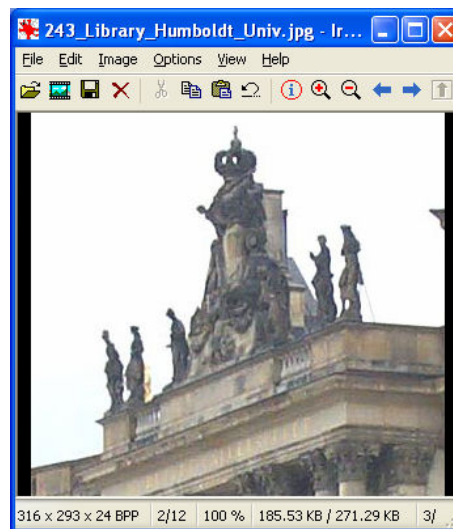 243_Library_Humboldt_Univ.jpg - Ir...
File Edit Image Options View Help
316 x 293 x 24 BPP 2/12 100 % 185.53 KB / 271.29 KB 3/